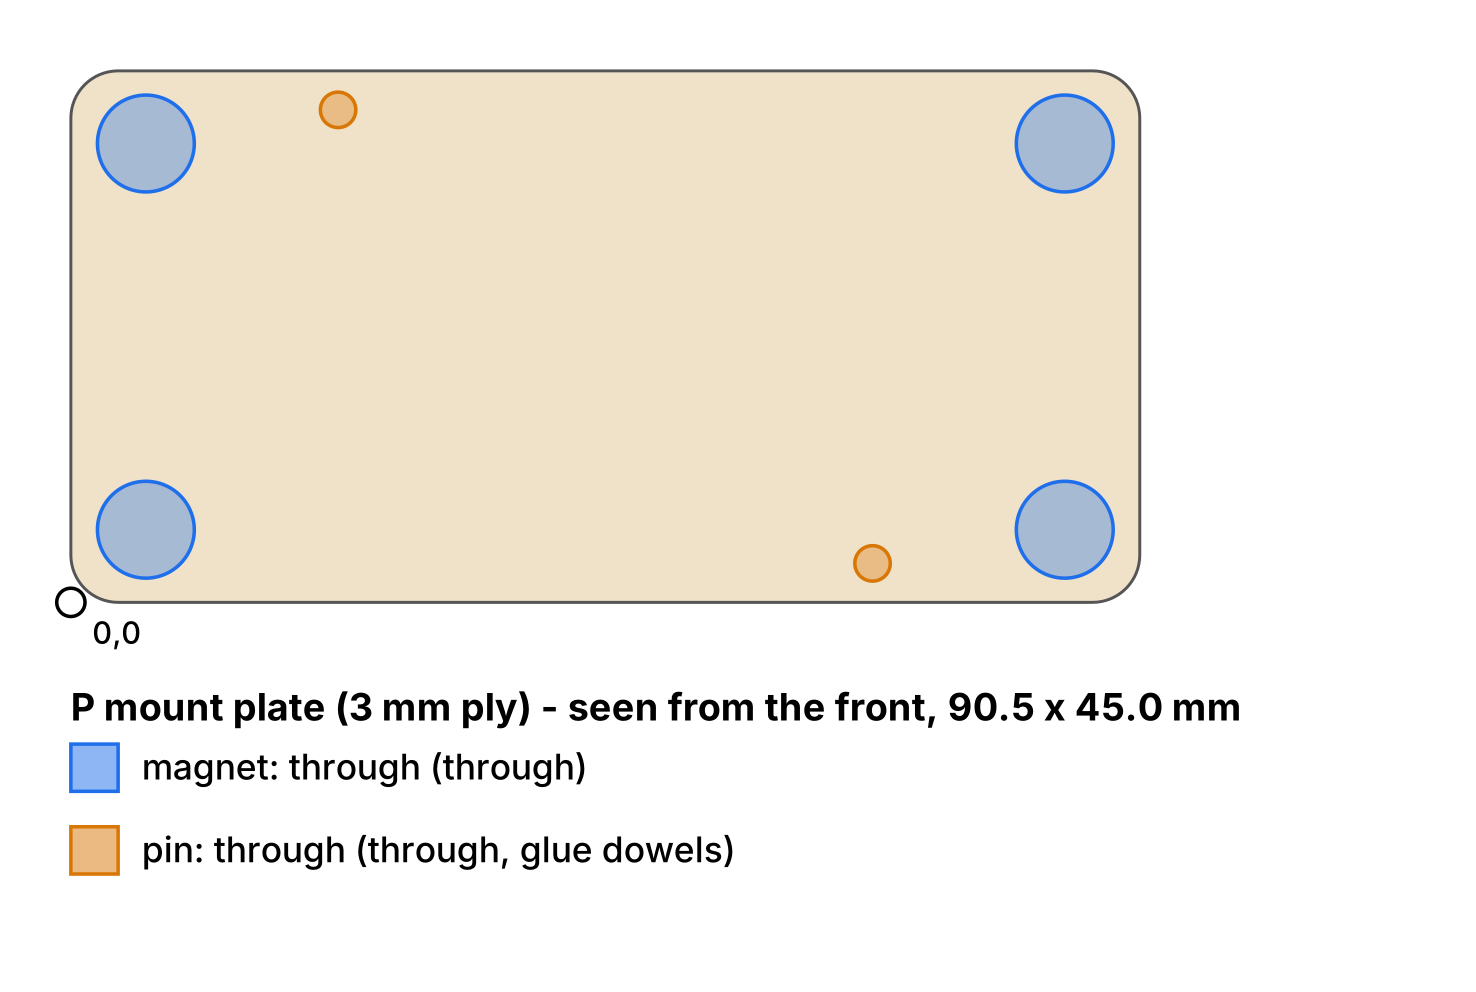 0,0
P mount plate (3 mm ply) - seen from the front, 90.5 x 45.0 mm
magnet: through (through)
pin: through (through, glue dowels)